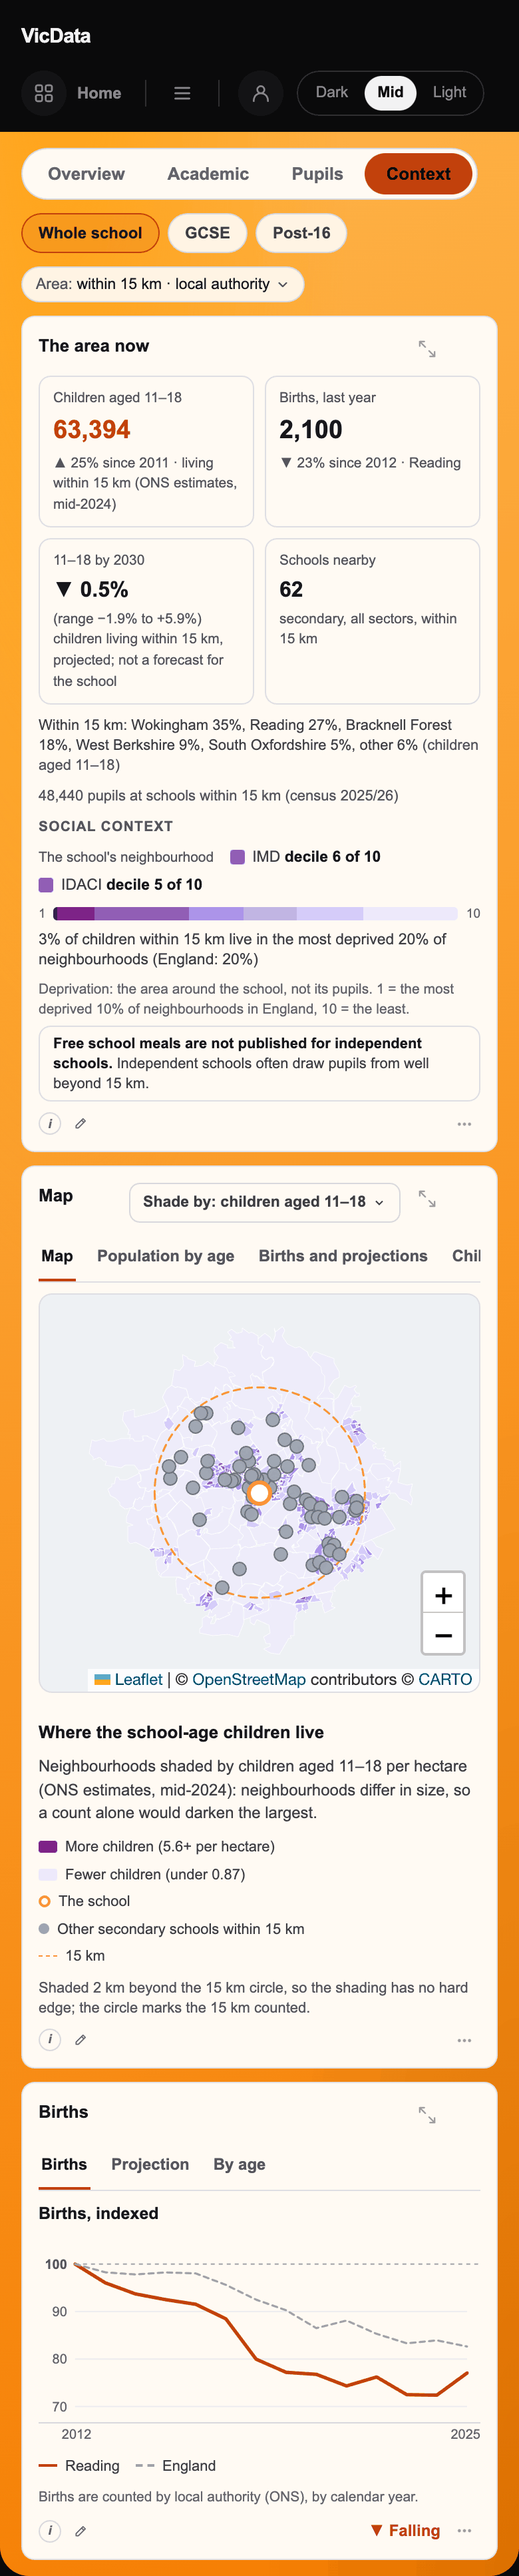 VicData
Home
Dark Mid Light
Overview Academic Pupils Context
Whole school GCSE Post-16
Area: within 15 km · local authority
The area now
Children aged 11–18
63,394
▲ 25% since 2011 · living
within 15 km (ONS estimates,
mid-2024)
Births, last year
2,100
▼ 23% since 2012 · Reading
11–18 by 2030
▼ 0.5%
(range −1.9% to +5.9%)
children living within 15 km,
projected; not a forecast for
the school
Schools nearby
62
secondary, all sectors, within
15 km
Within 15 km: Wokingham 35%, Reading 27%, Bracknell Forest
18%, West Berkshire 9%, South Oxfordshire 5%, other 6% (children
aged 11–18)
48,440 pupils at schools within 15 km (census 2025/26)
SOCIAL CONTEXT
The school's neighbourhood IMD decile 6 of 10
IDACI decile 5 of 10
1 10
3% of children within 15 km live in the most deprived 20% of
neighbourhoods (England: 20%)
Deprivation: the area around the school, not its pupils. 1 = the most
deprived 10% of neighbourhoods in England, 10 = the least.
Free school meals are not published for independent
schools. Independent schools often draw pupils from well
beyond 15 km.
i
Map
Shade by: children aged 11–18
Map Population by age Births and projections Chil
+
−
Leaflet | © OpenStreetMap contributors © CARTO
Where the school-age children live
Neighbourhoods shaded by children aged 11–18 per hectare
(ONS estimates, mid-2024): neighbourhoods differ in size, so
a count alone would darken the largest.
More children (5.6+ per hectare)
Fewer children (under 0.87)
The school
Other secondary schools within 15 km
15 km
Shaded 2 km beyond the 15 km circle, so the shading has no hard
edge; the circle marks the 15 km counted.
i
Births
Births Projection By age
Births, indexed
100
90
80
70
2012 2025
Reading England
Births are counted by local authority (ONS), by calendar year.
i
▼ Falling